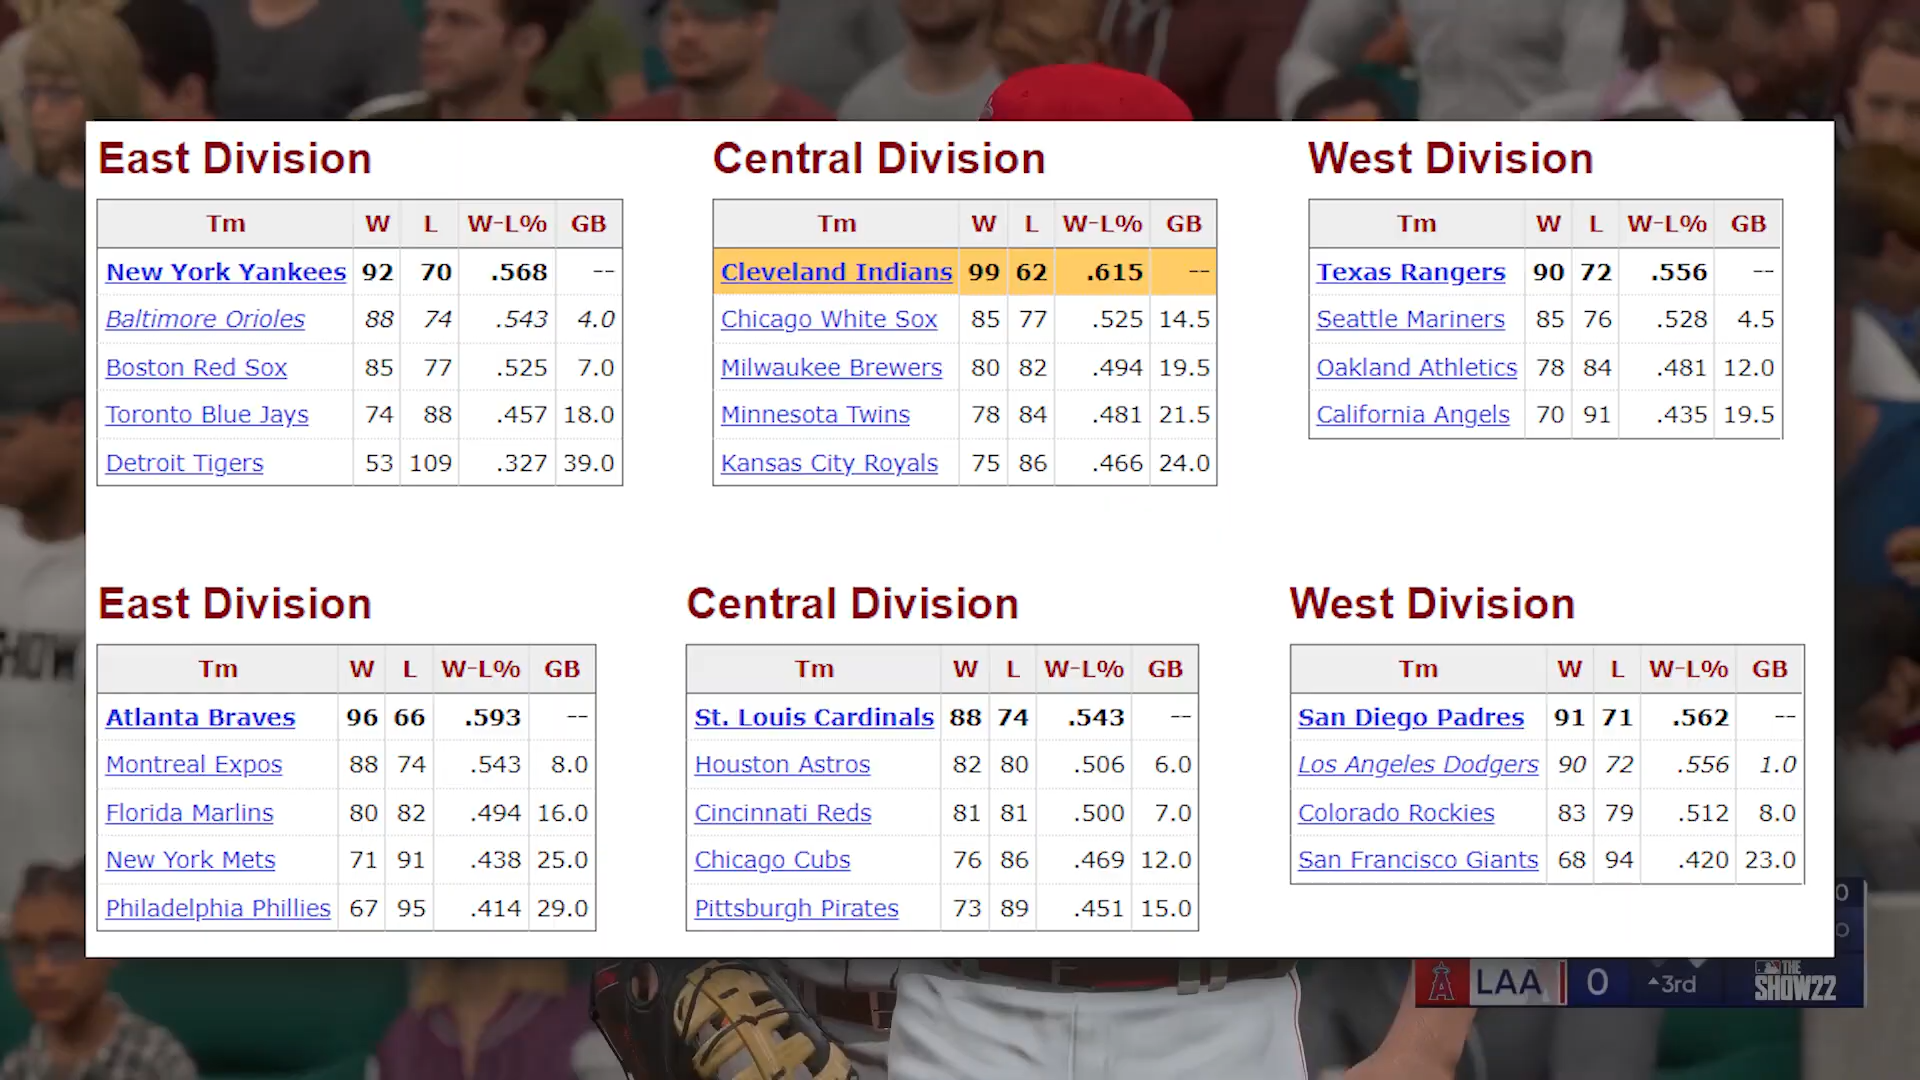 East Division
Tm W L W-L% GB
New York Yankees 92 70 .568 --
Baltimore Orioles 88 74 .543 4.0
Boston Red Sox 85 77 .525 7.0
Toronto Blue Jays 74 88 .457 18.0
Detroit Tigers 53 109 .327 39.0
Central Division
Tm W L W-L% GB
Cleveland Indians 99 62 .615 --
Chicago White Sox 85 77 .525 14.5
Milwaukee Brewers 80 82 .494 19.5
Minnesota Twins 78 84 .481 21.5
Kansas City Royals 75 86 .466 24.0
West Division
Tm W L W-L% GB
Texas Rangers 90 72 .556 --
Seattle Mariners 85 76 .528 4.5
Oakland Athletics 78 84 .481 12.0
California Angels 70 91 .435 19.5
East Division
Tm W L W-L% GB
Atlanta Braves 96 66 .593 --
Montreal Expos 88 74 .543 8.0
Florida Marlins 80 82 .494 16.0
New York Mets 71 91 .438 25.0
Philadelphia Phillies 67 95 .414 29.0
Central Division
Tm W L W-L% GB
St. Louis Cardinals 88 74 .543 --
Houston Astros 82 80 .506 6.0
Cincinnati Reds 81 81 .500 7.0
Chicago Cubs 76 86 .469 12.0
Pittsburgh Pirates 73 89 .451 15.0
West Division
Tm W L W-L% GB
San Diego Padres 91 71 .562 --
Los Angeles Dodgers 90 72 .556 1.0
Colorado Rockies 83 79 .512 8.0
San Francisco Giants 68 94 .420 23.0
A LAA 0 3rd THE SHOW22